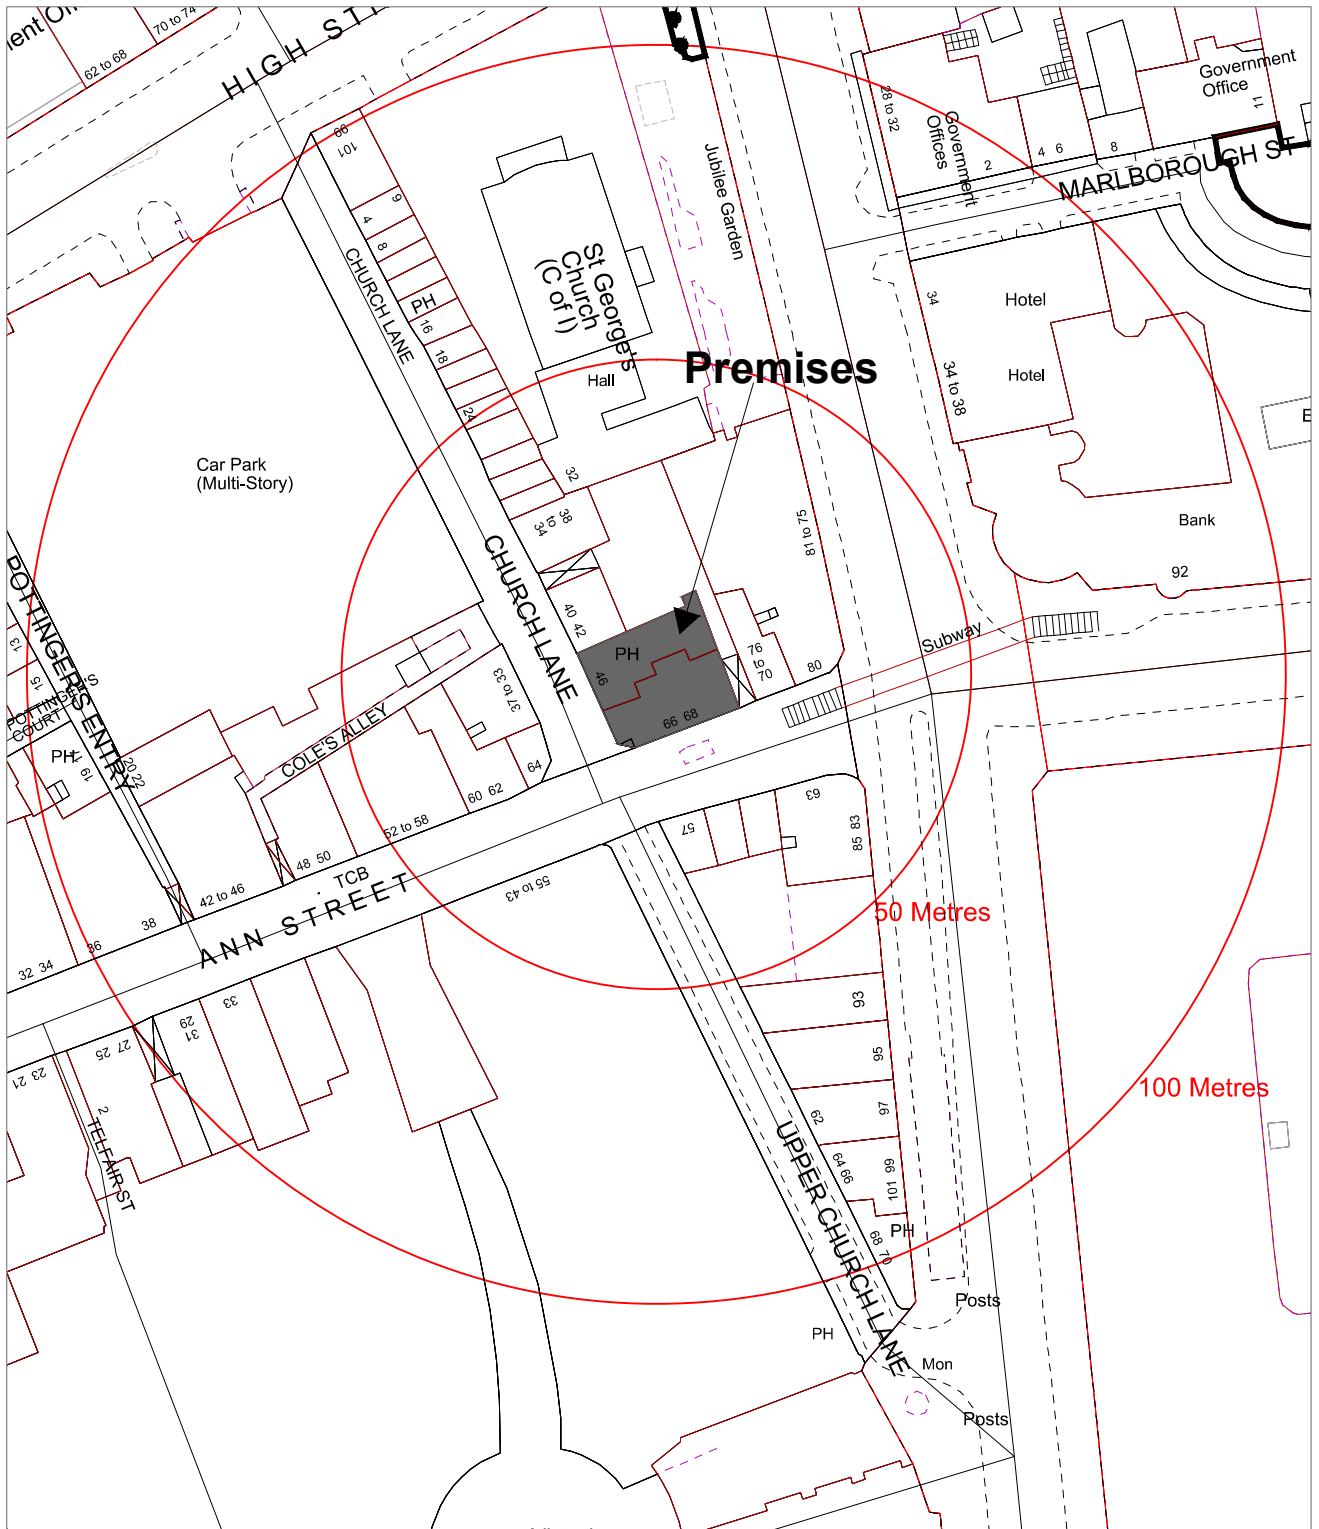 70 to 74
62 to 68
HIGH
99
101
9
4
8
CHURCH LANE
PH
16
18
24
St George's
Church
(C of I)
Hall
Jubilee Garden
28 to 32
Government
Offices
2
4 6
8
Government
Office
11
MARLBOROUGH ST
34
Hotel
34 to 38
Hotel
Premises
Car Park
(Multi-Story)
32
34
to
38
81 to 75
Bank
92
CHURCH LANE
40 42
PH
46
66 68
76
to
70
80
Subway
POTTINGER'S ENTRY
13
15
POTTINGER'S
COURT
PH
17
19
20 22
COLE'S ALLEY
37 to 33
64
60 62
52 to 58
48 50
TCB
42 to 46
38
36
32 34
ANN STREET
55 to 43
57
63
85 83
50 Metres
33
31
29
27 25
23 21
2
TELFAIR ST
93
95
97
99
101
62
64 66
68 70
PH
UPPER CHURCH LANE
100 Metres
Posts
PH
Mon
Posts